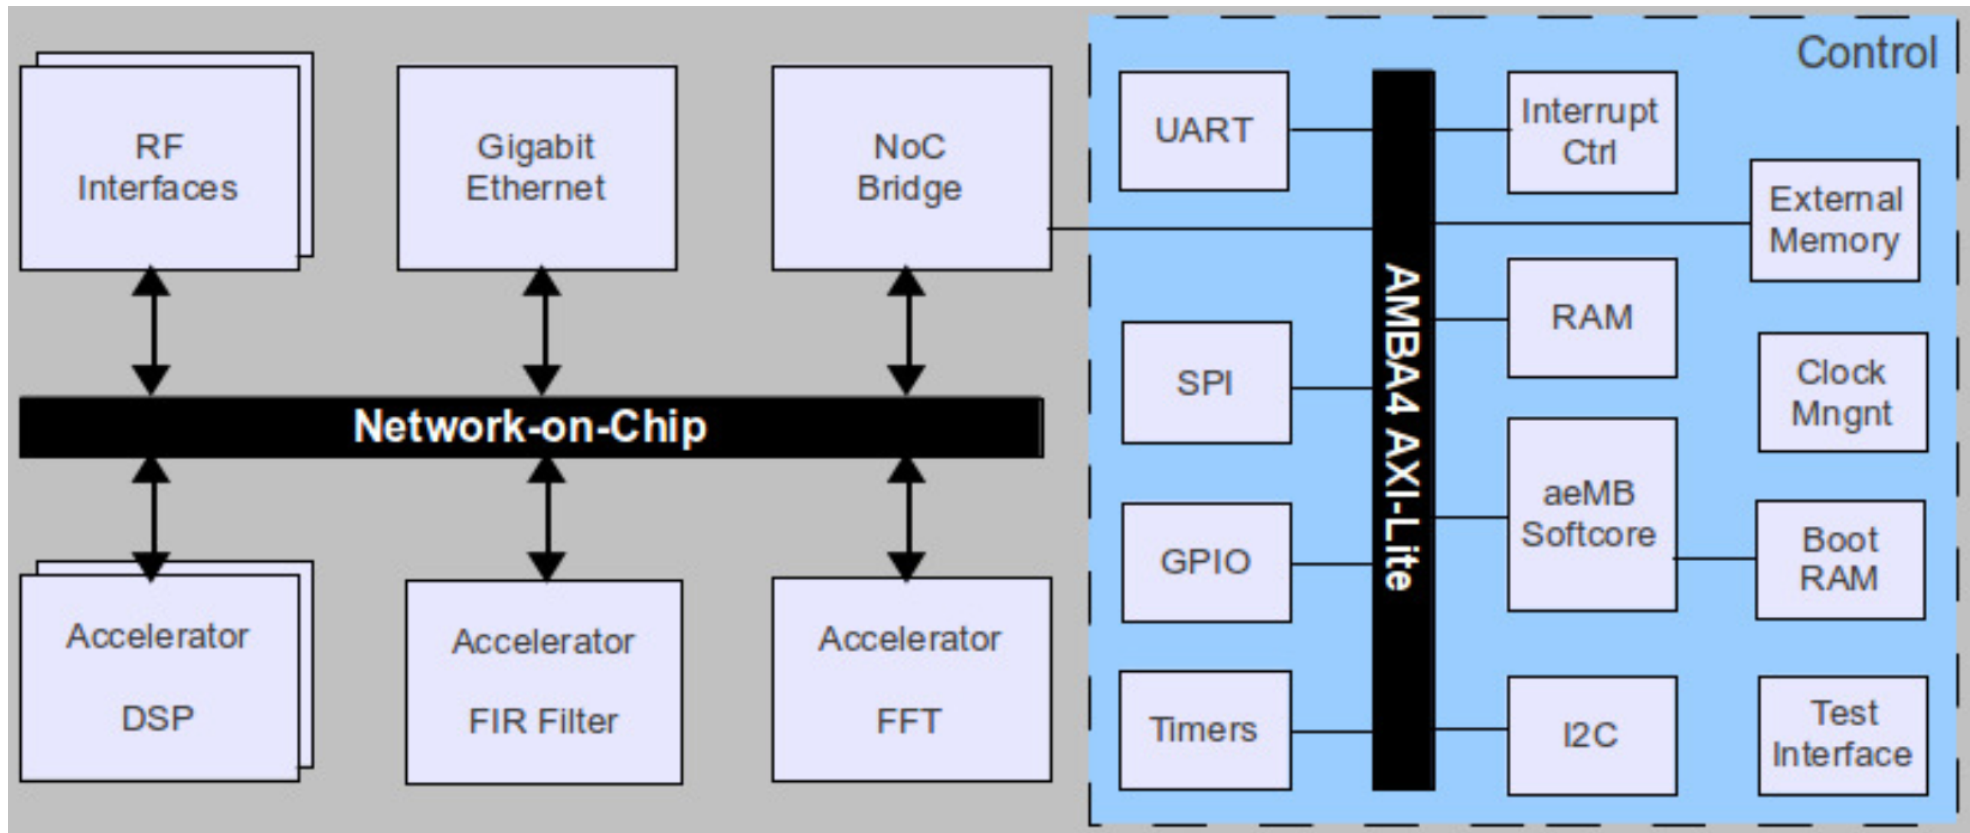 RF
Interfaces
Gigabit
Ethernet
NoC
Bridge
Network-on-Chip
Accelerator
DSP
Accelerator
FIR Filter
Accelerator
FFT
Control
UART
SPI
GPIO
Timers
AMBA4 AXI-Lite
Interrupt
Ctrl
RAM
aeMB
Softcore
I2C
External
Memory
Clock
Mngnt
Boot
RAM
Test
Interface